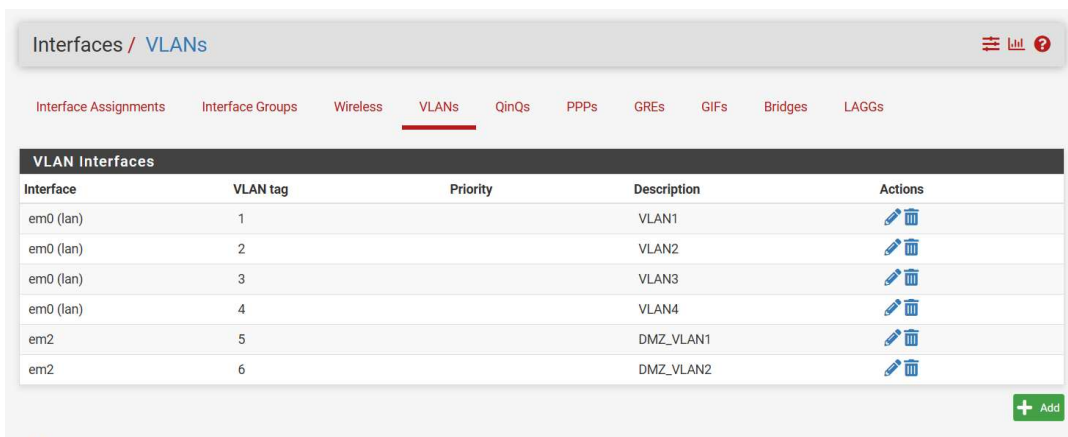 Interfaces / VLANs
Interface Assignments Interface Groups Wireless VLANs QinQs PPPs GREs GIFs Bridges LAGGs
VLAN Interfaces
Interface VLAN tag Priority Description Actions
em0 (lan) 1 VLAN1
em0 (lan) 2 VLAN2
em0 (lan) 3 VLAN3
em0 (lan) 4 VLAN4
em2 5 DMZ_VLAN1
em2 6 DMZ_VLAN2
+ Add